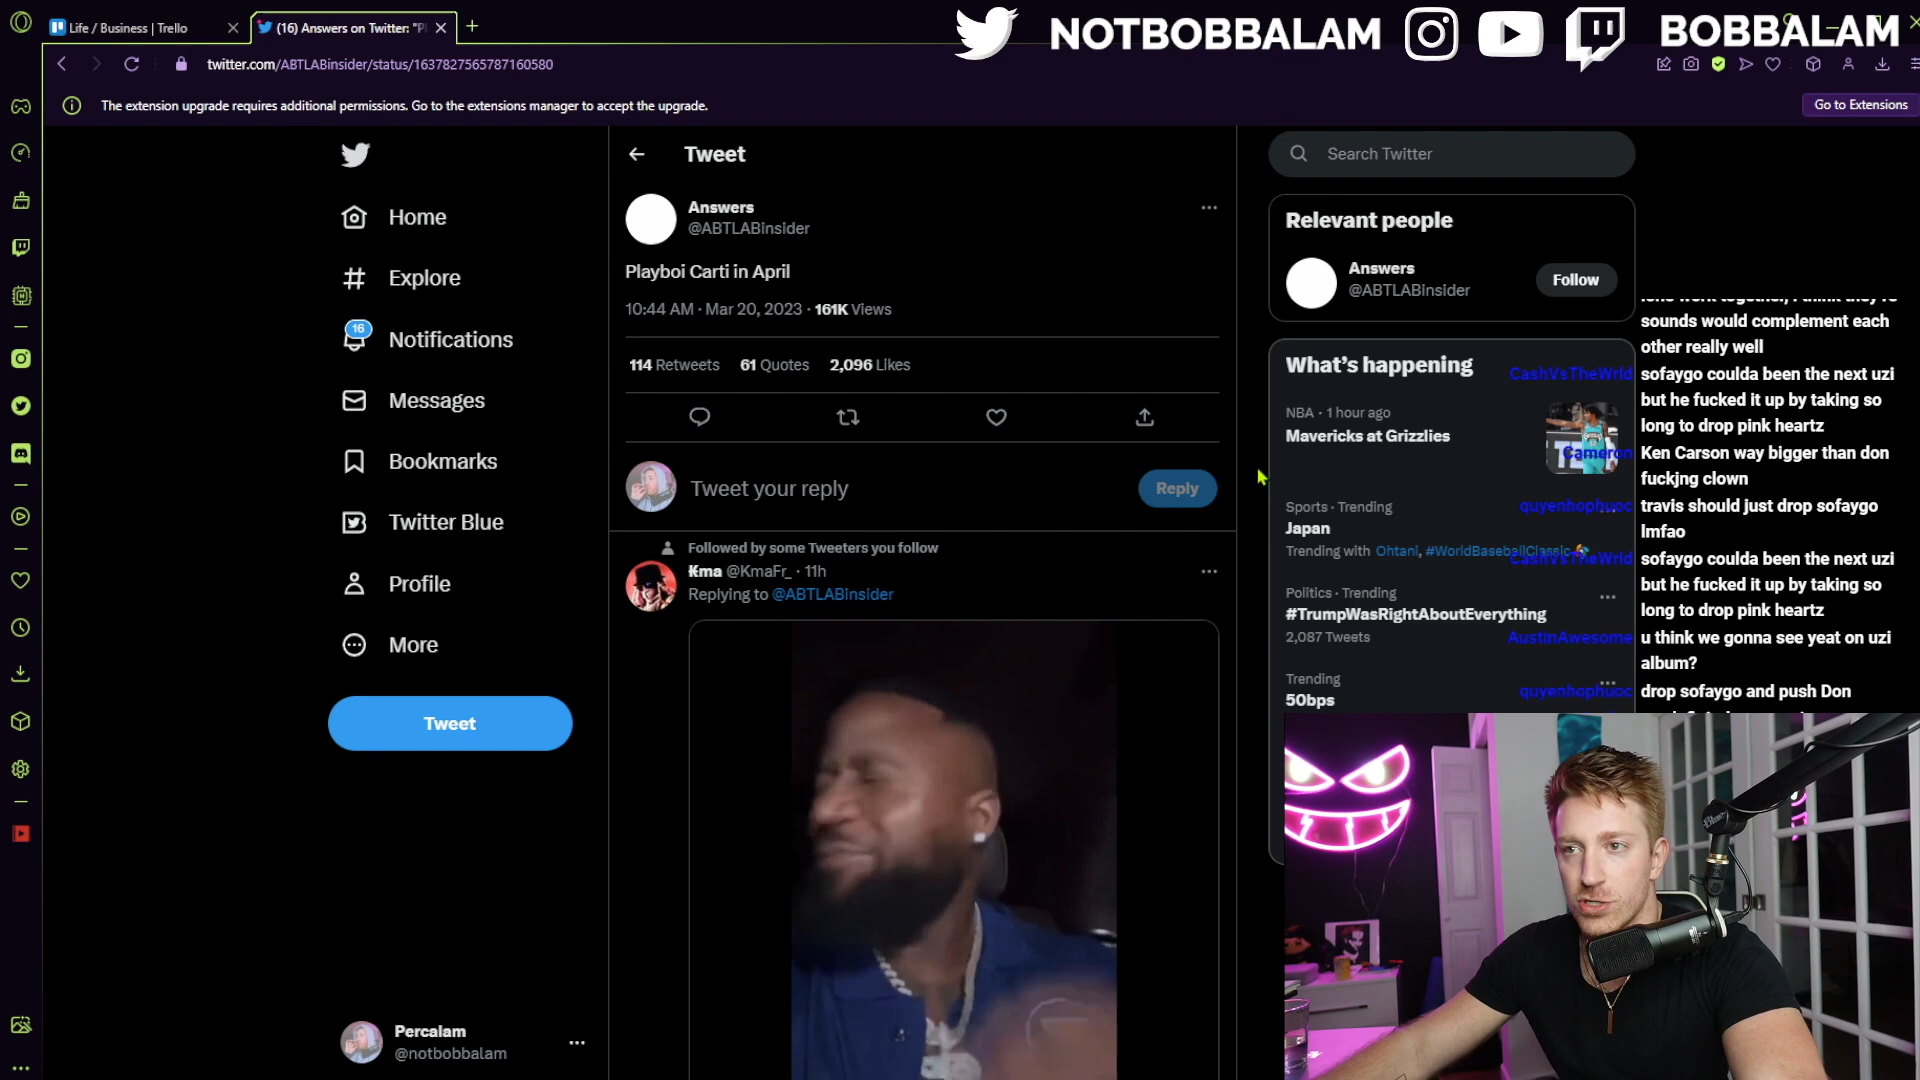 Life / Business | Trello
(16) Answers on Twitter: "Pl
NOTBOBBALAM
BOBBALAM
twitter.com/ABTLABinsider/status/1637827565787160580
The extension upgrade requires additional permissions. Go to the extensions manager to accept the upgrade.
Go to Extensions
Home
Explore
16
Notifications
Messages
Bookmarks
Twitter Blue
Profile
More
Tweet
Percalam
@notbobbalam
Tweet
Answers
@ABTLABinsider
Playboi Carti in April
10:44 AM · Mar 20, 2023 · 161K Views
114 Retweets 61 Quotes 2,096 Likes
Tweet your reply
Reply
Followed by some Tweeters you follow
Kma @KmaFr_ · 11h
Replying to @ABTLABinsider
Search Twitter
Relevant people
Answers
@ABTLABinsider
Follow
What's happening
NBA · 1 hour ago
Mavericks at Grizzlies
Sports · Trending
Japan
Trending with Ohtani, #WorldBaseballClassic
Politics · Trending
#TrumpWasRightAboutEverything
2,087 Tweets
Trending
50bps
sounds would complement each
other really well
CashVsTheWrld sofaygo coulda been the next uzi
but he fucked it up by taking so
long to drop pink heartz
Cameron Ken Carson way bigger than don
fuckjng clown
quyenhophuoc travis should just drop sofaygo
lmfao
CashVsTheWrld sofaygo coulda been the next uzi
but he fucked it up by taking so
long to drop pink heartz
AustinAwesome u think we gonna see yeat on uzi
album?
quyenhophuoc drop sofaygo and push Don
Blue